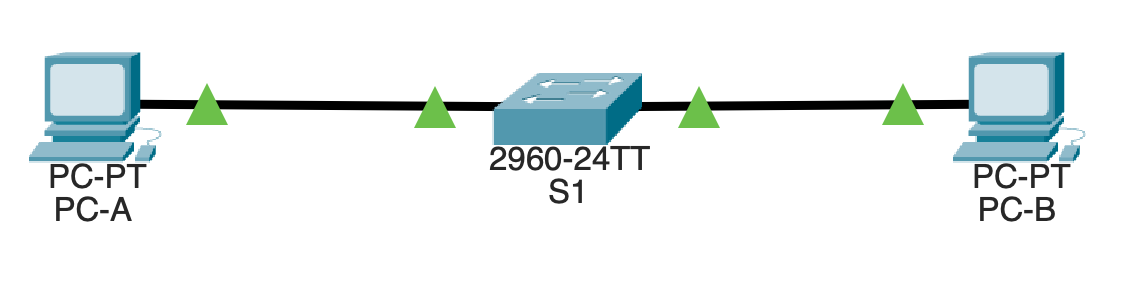 PC-PT
PC-A
2960-24TT
S1
PC-PT
PC-B